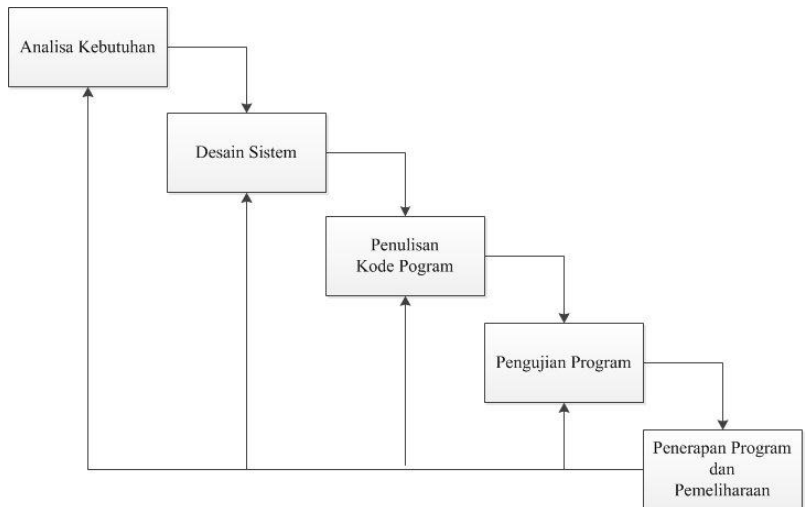 Analisa Kebutuhan
Desain Sistem
Penulisan
Kode Pogram
Pengujian Program
Penerapan Program
dan
Pemeliharaan